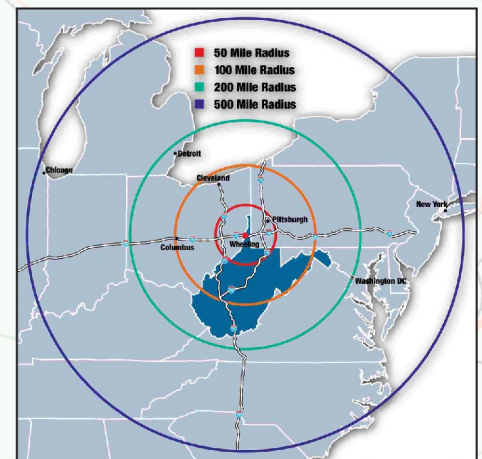 50 Mile Radius
100 Mile Radius
200 Mile Radius
500 Mile Radius
Detroit
Chicago
Cleveland
New York
Pittsburgh
Wheeling
Columbus
Washington DC